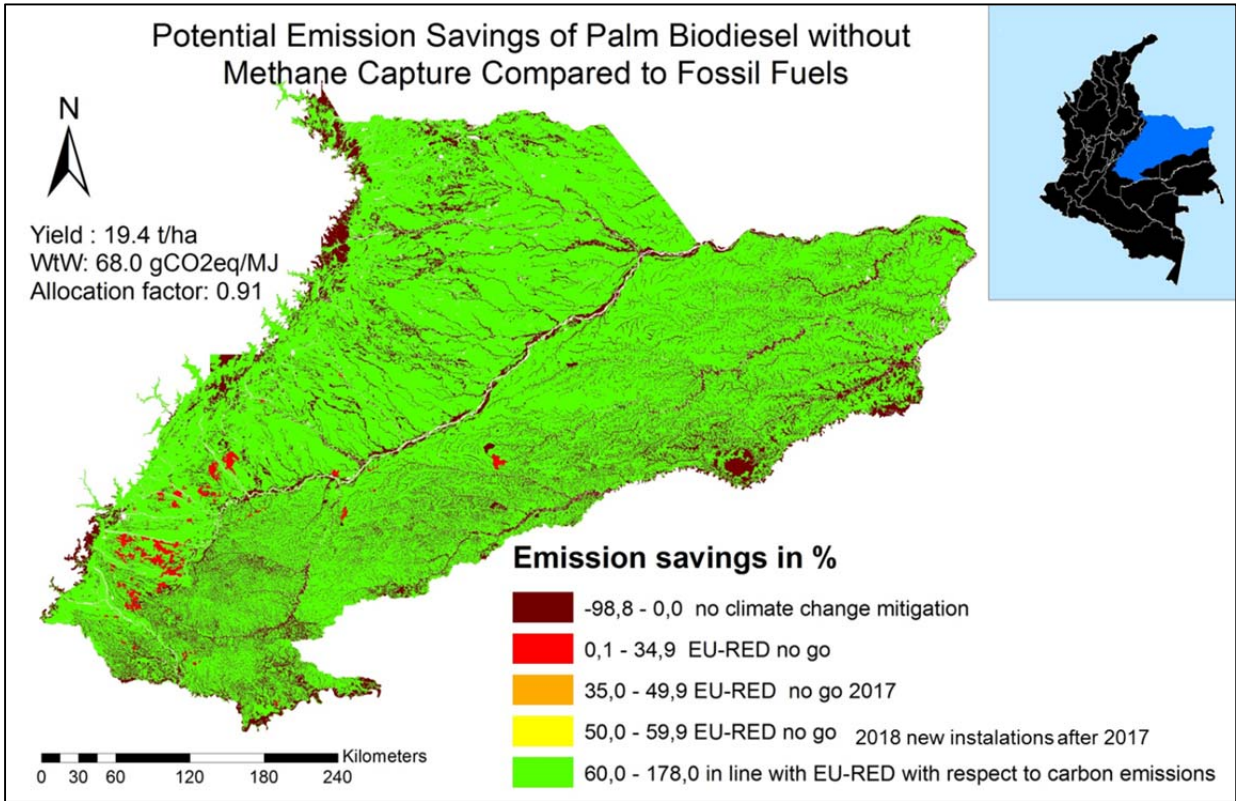 Potential Emission Savings of Palm Biodiesel without
Methane Capture Compared to Fossil Fuels
N
Yield : 19.4 t/ha
WtW: 68.0 gCO2eq/MJ
Allocation factor: 0.91
Emission savings in %
-98,8 - 0,0 no climate change mitigation
0,1 - 34,9 EU-RED no go
35,0 - 49,9 EU-RED no go 2017
50,0 - 59,9 EU-RED no go 2018 new instalations after 2017
60,0 - 178,0 in line with EU-RED with respect to carbon emissions
Kilometers
0 30 60 120 180 240